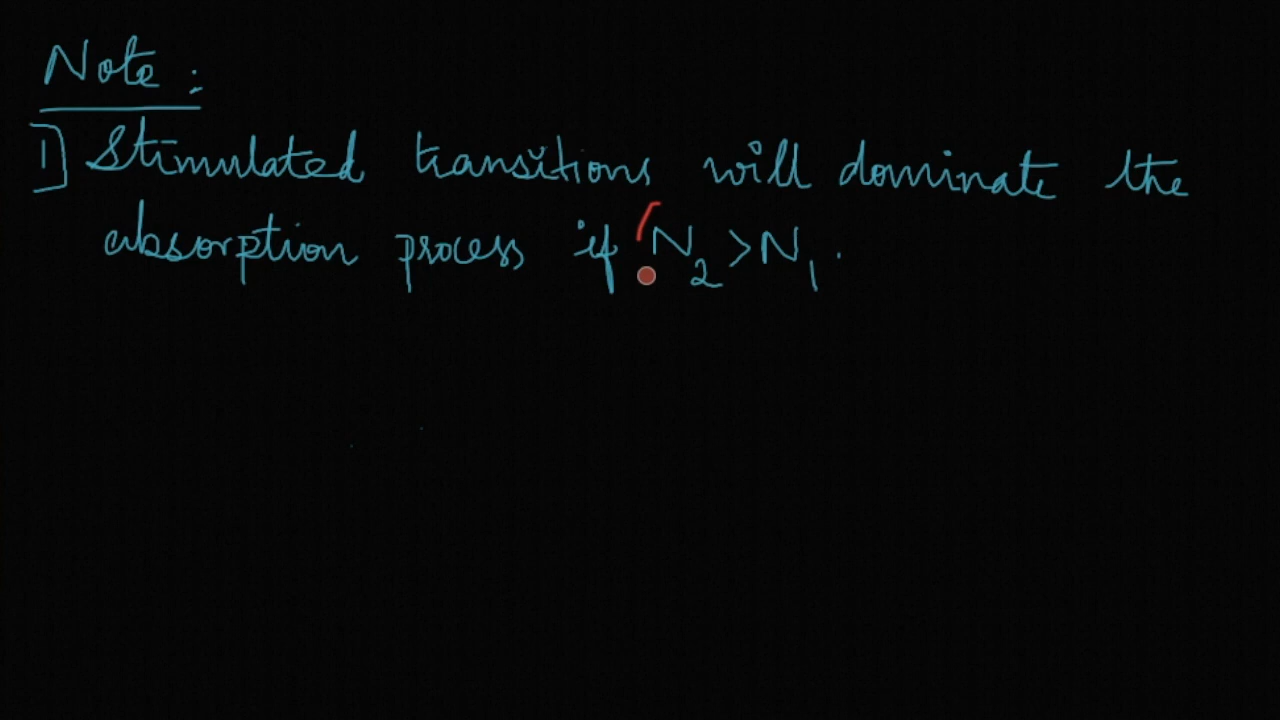 Note :
1] Stimulated transitions will dominate the
absorption process if N₂ > N₁.